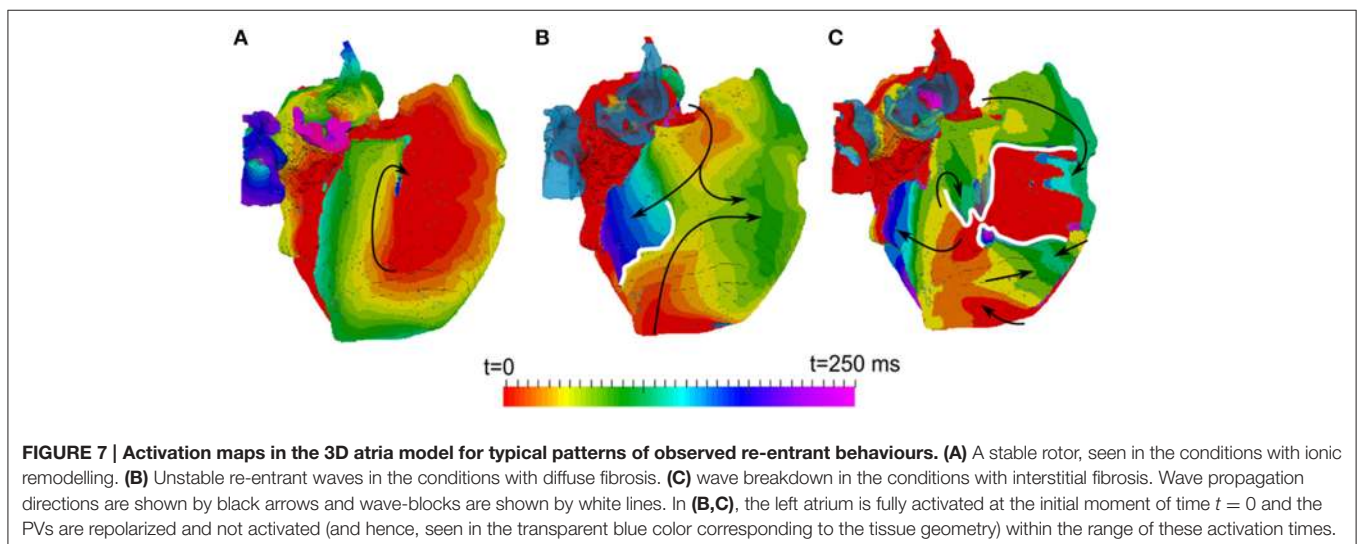 A
B
C
t=0
t=250 ms
FIGURE 7 | Activation maps in the 3D atria model for typical patterns of observed re-entrant behaviours. (A) A stable rotor, seen in the conditions with ionic
remodelling. (B) Unstable re-entrant waves in the conditions with diffuse fibrosis. (C) wave breakdown in the conditions with interstitial fibrosis. Wave propagation
directions are shown by black arrows and wave-blocks are shown by white lines. In (B,C), the left atrium is fully activated at the initial moment of time t = 0 and the
PVs are repolarized and not activated (and hence, seen in the transparent blue color corresponding to the tissue geometry) within the range of these activation times.